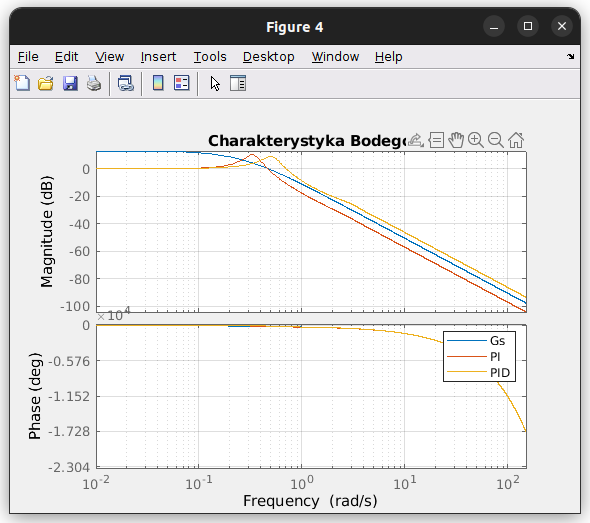 Figure 4
File Edit View Insert Tools Desktop Window Help
Charakterystyka Bodego
Magnitude (dB)
0
-20
-40
-60
-80
-100
×10^4
Phase (deg)
0
-0.576
-1.152
-1.728
-2.304
Gs
PI
PID
10^-2 10^-1 10^0 10^1 10^2
Frequency (rad/s)